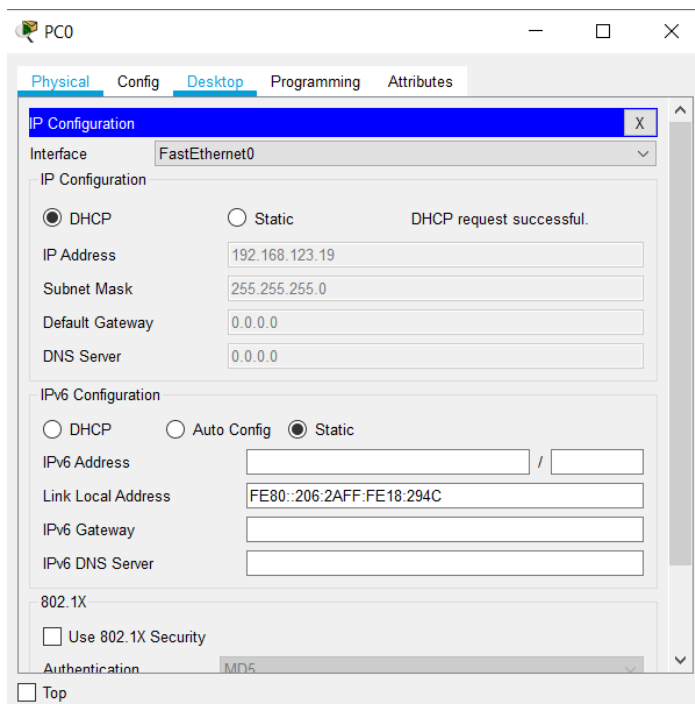 PC0
Physical Config Desktop Programming Attributes
IP Configuration X
Interface FastEthernet0
IP Configuration
DHCP Static DHCP request successful.
IP Address 192.168.123.19
Subnet Mask 255.255.255.0
Default Gateway 0.0.0.0
DNS Server 0.0.0.0
IPv6 Configuration
DHCP Auto Config Static
IPv6 Address /
Link Local Address FE80::206:2AFF:FE18:294C
IPv6 Gateway
IPv6 DNS Server
802.1X
Use 802.1X Security
Authentication MD5
Top